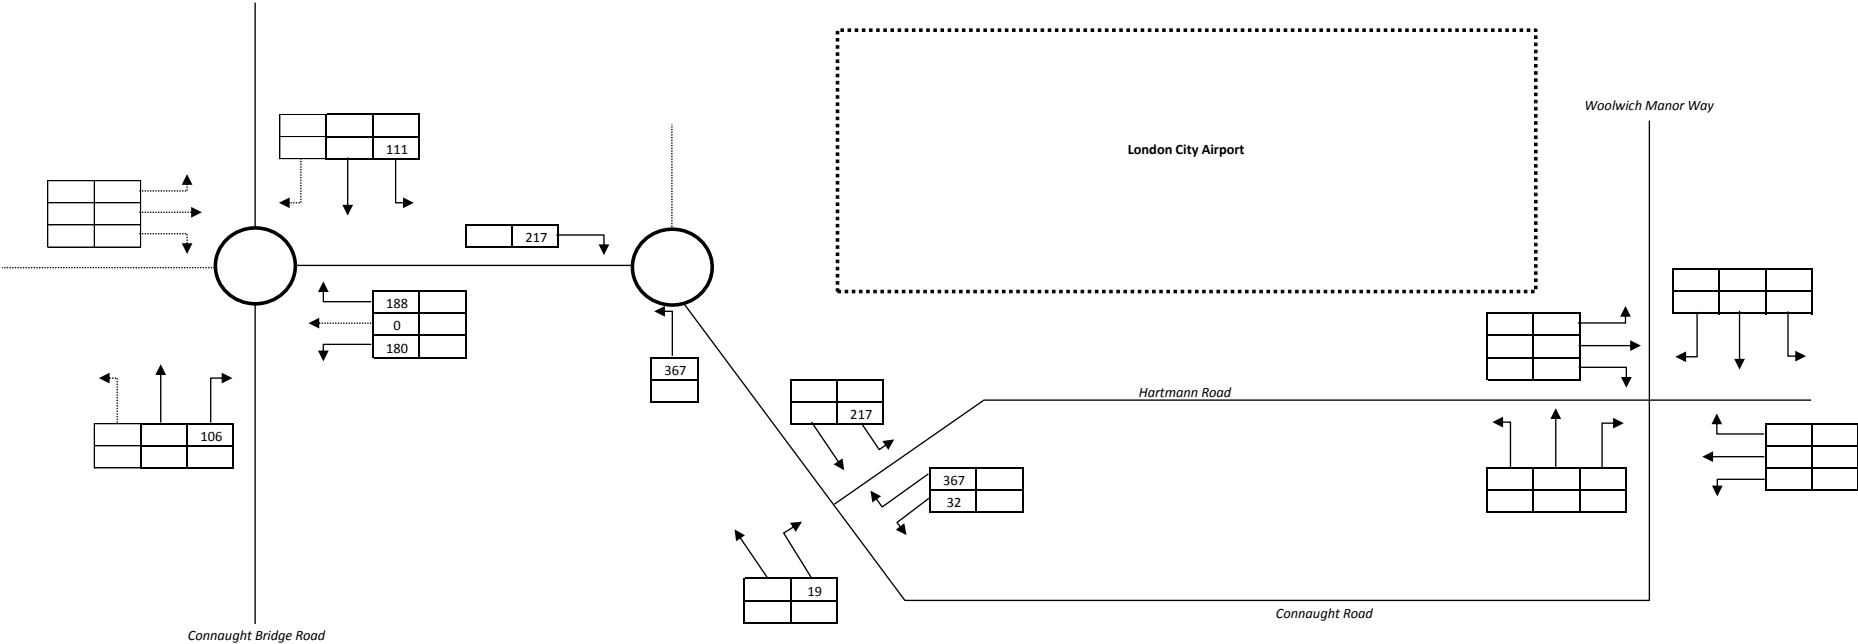 Woolwich Manor Way
London City Airport
111
217
188
0
180
367
Hartmann Road
217
106
367
32
19
Connaught Road
Connaught Bridge Road